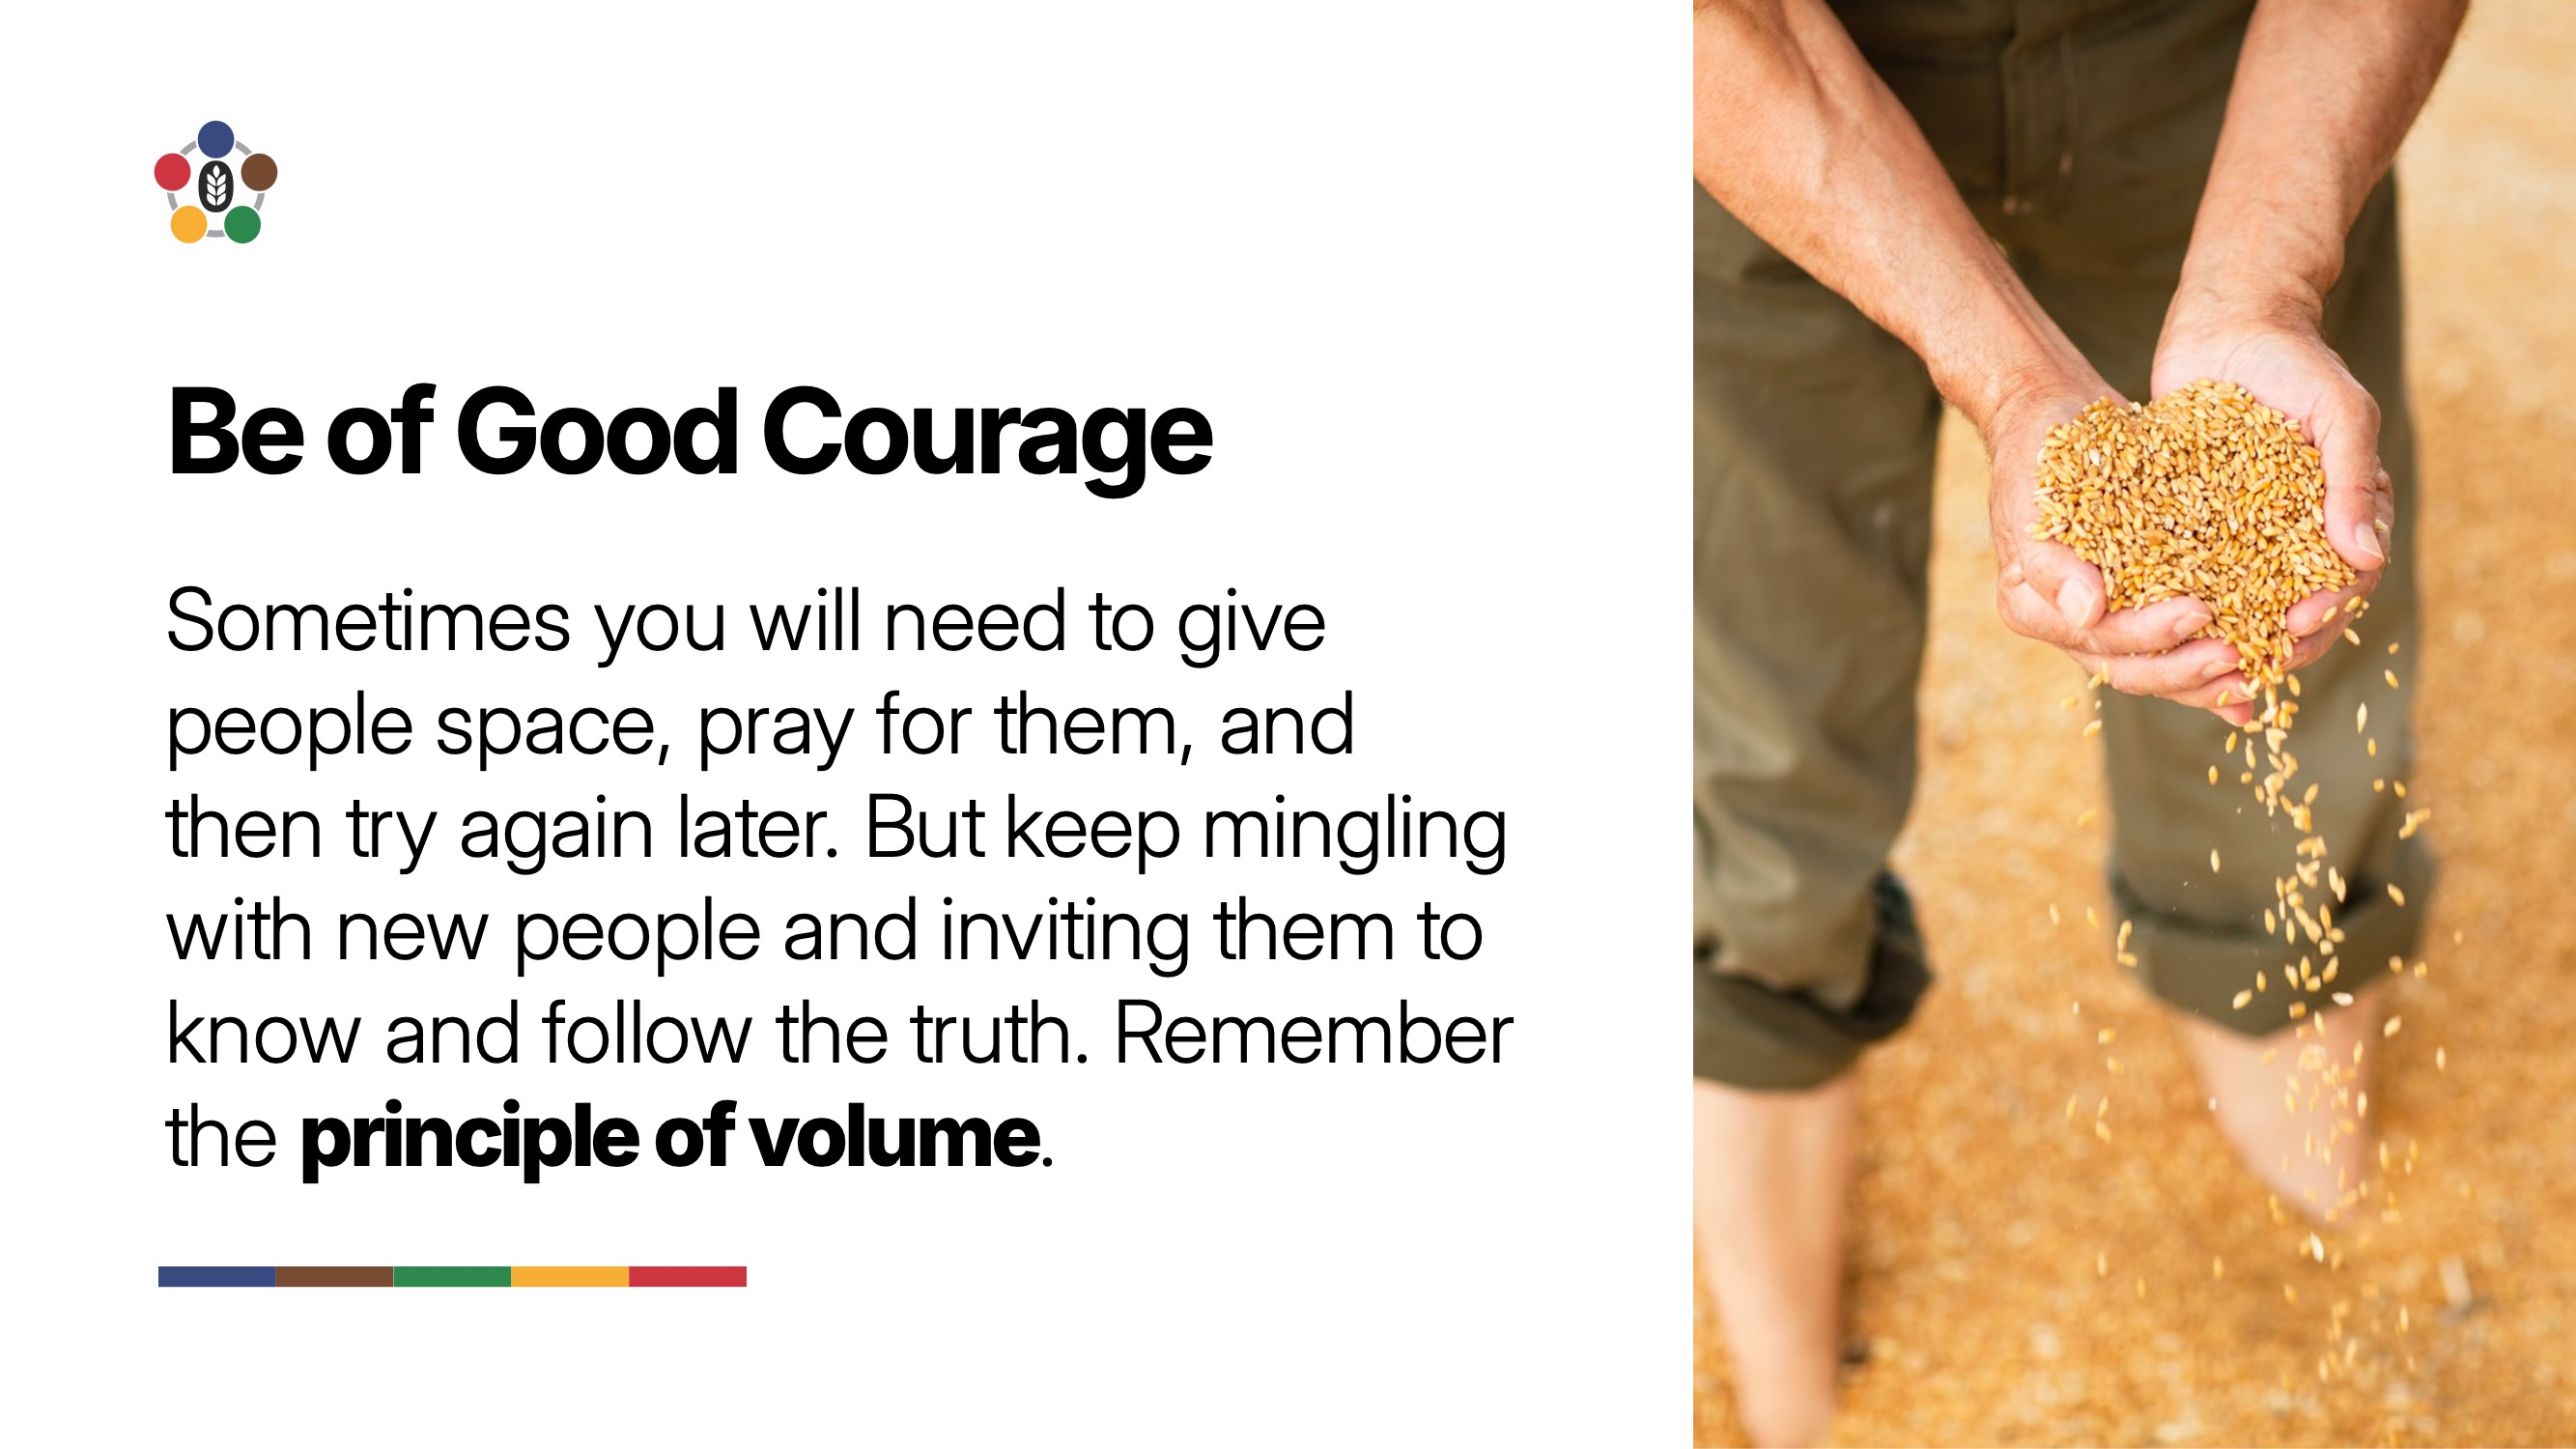 Be of Good Courage
Sometimes you will need to give
people space, pray for them, and
then try again later. But keep mingling
with new people and inviting them to
know and follow the truth. Remember
the principle of volume.